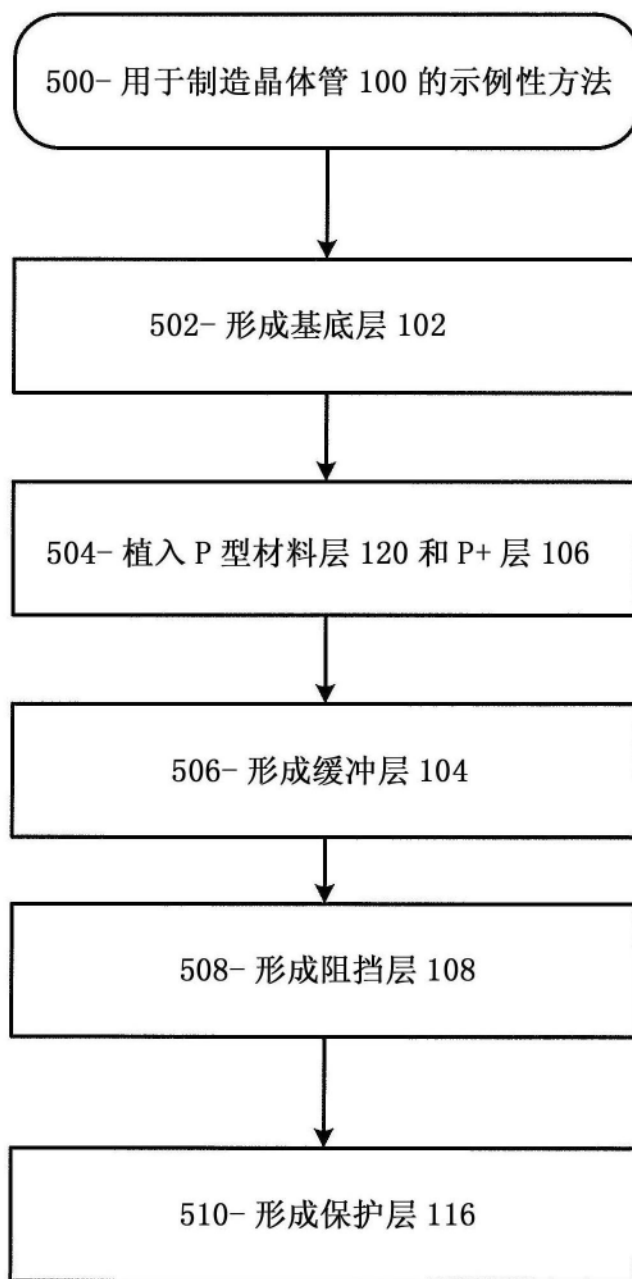 500- 用于制造晶体管 100 的示例性方法
502- 形成基底层 102
504- 植入 P 型材料层 120 和 P+ 层 106
506- 形成缓冲层 104
508- 形成阻挡层 108
510- 形成保护层 116